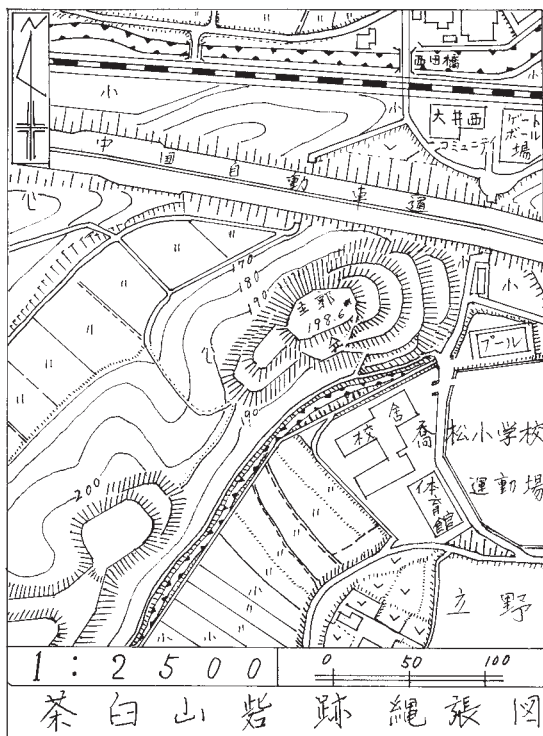 N
西田橋
大井西
コミュニティ
ゲート
ボール
場
中国自動車道
170
180
190
主郭
198.6m
プール
190
200
校舎
喬松小学校
運動場
体育館
立野
1:2500
0 50 100
茶臼山砦跡縄張図